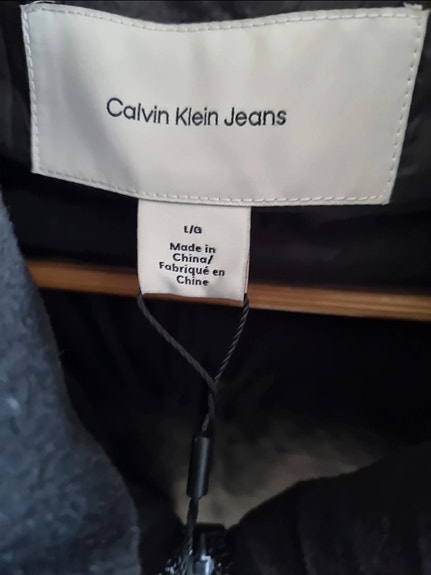 Calvin Klein Jeans
L/G
Made in
China/
Fabriqué en
Chine